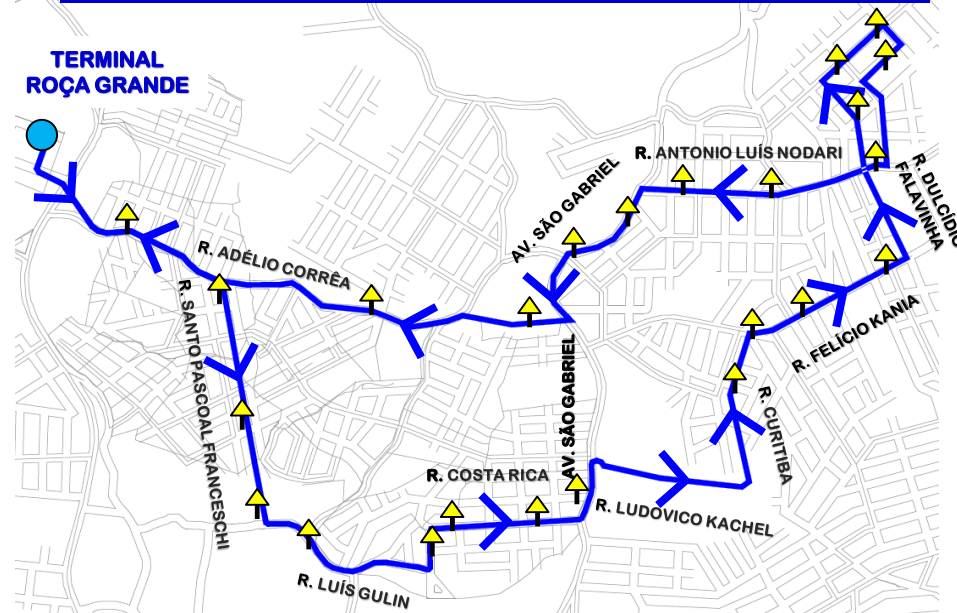 TERMINAL
ROÇA GRANDE
R. ANTONIO LUÍS NODARI
R. DULCÍDIO
FALAVINHA
AV. SÃO GABRIEL
R. ADÉLIO CORRÊA
R. SANTO PASCOAL FRANCESCHI
R. FELÍCIO KANIA
AV. SÃO GABRIEL
R. CURITIBA
R. COSTA RICA
R. LUDOVICO KACHEL
R. LUÍS GULIN